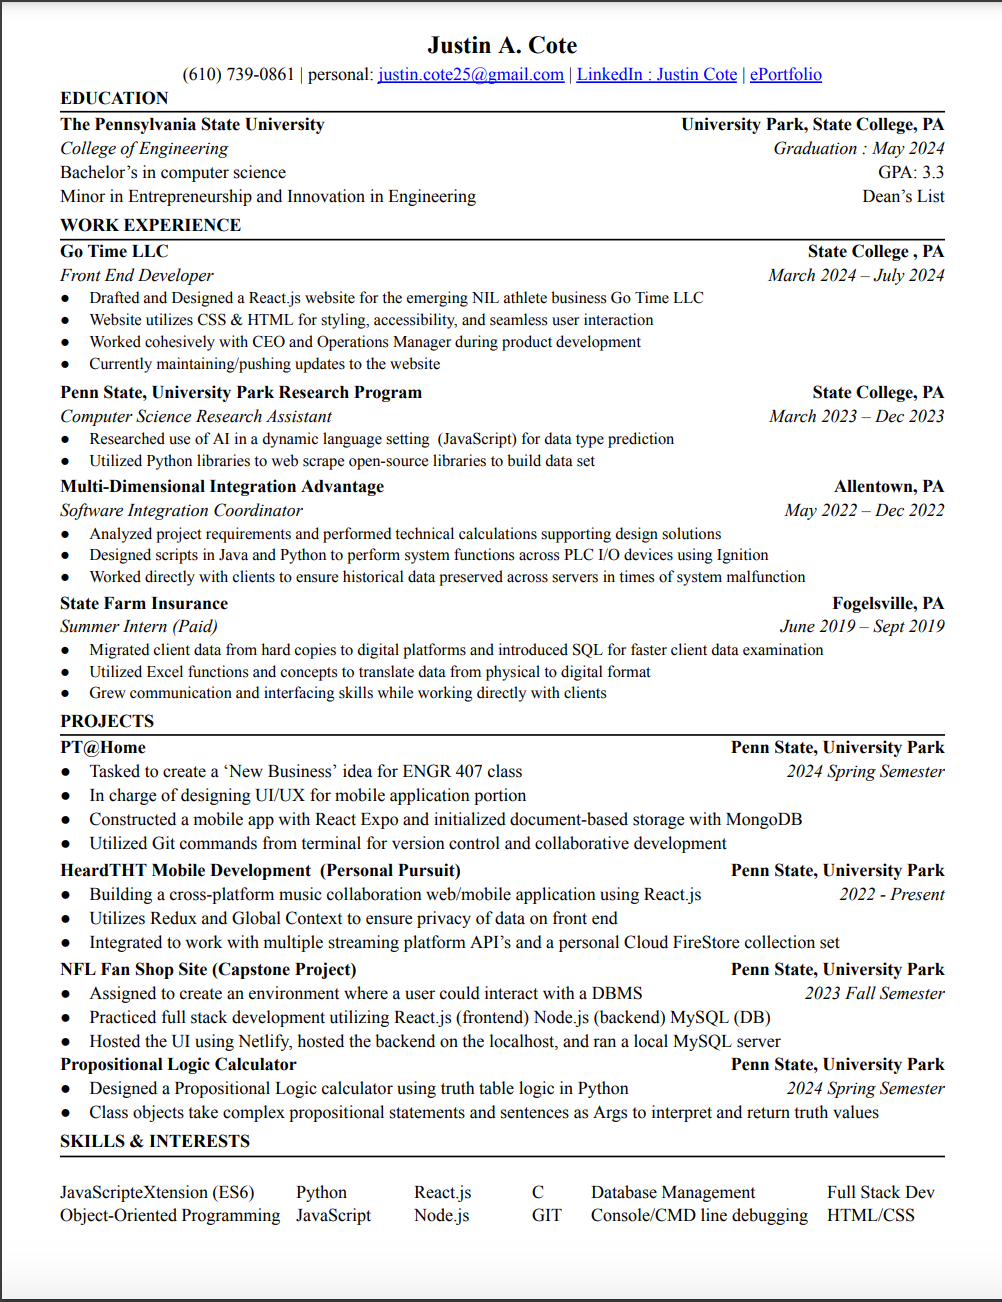 Justin A. Cote
(610) 739-0861 | personal: justin.cote25@gmail.com | LinkedIn : Justin Cote | ePortfolio
EDUCATION
The Pennsylvania State University University Park, State College, PA
College of Engineering Graduation : May 2024
Bachelor's in computer science GPA: 3.3
Minor in Entrepreneurship and Innovation in Engineering Dean's List
WORK EXPERIENCE
Go Time LLC State College , PA
Front End Developer March 2024 – July 2024
● Drafted and Designed a React.js website for the emerging NIL athlete business Go Time LLC
● Website utilizes CSS & HTML for styling, accessibility, and seamless user interaction
● Worked cohesively with CEO and Operations Manager during product development
● Currently maintaining/pushing updates to the website
Penn State, University Park Research Program State College, PA
Computer Science Research Assistant March 2023 – Dec 2023
● Researched use of AI in a dynamic language setting (JavaScript) for data type prediction
● Utilized Python libraries to web scrape open-source libraries to build data set
Multi-Dimensional Integration Advantage Allentown, PA
Software Integration Coordinator May 2022 – Dec 2022
● Analyzed project requirements and performed technical calculations supporting design solutions
● Designed scripts in Java and Python to perform system functions across PLC I/O devices using Ignition
● Worked directly with clients to ensure historical data preserved across servers in times of system malfunction
State Farm Insurance Fogelsville, PA
Summer Intern (Paid) June 2019 – Sept 2019
● Migrated client data from hard copies to digital platforms and introduced SQL for faster client data examination
● Utilized Excel functions and concepts to translate data from physical to digital format
● Grew communication and interfacing skills while working directly with clients
PROJECTS
PT@Home Penn State, University Park
● Tasked to create a ‘New Business’ idea for ENGR 407 class 2024 Spring Semester
● In charge of designing UI/UX for mobile application portion
● Constructed a mobile app with React Expo and initialized document-based storage with MongoDB
● Utilized Git commands from terminal for version control and collaborative development
HeardTHT Mobile Development (Personal Pursuit) Penn State, University Park
● Building a cross-platform music collaboration web/mobile application using React.js 2022 - Present
● Utilizes Redux and Global Context to ensure privacy of data on front end
● Integrated to work with multiple streaming platform API's and a personal Cloud FireStore collection set
NFL Fan Shop Site (Capstone Project) Penn State, University Park
● Assigned to create an environment where a user could interact with a DBMS 2023 Fall Semester
● Practiced full stack development utilizing React.js (frontend) Node.js (backend) MySQL (DB)
● Hosted the UI using Netlify, hosted the backend on the localhost, and ran a local MySQL server
Propositional Logic Calculator Penn State, University Park
● Designed a Propositional Logic calculator using truth table logic in Python 2024 Spring Semester
● Class objects take complex propositional statements and sentences as Args to interpret and return truth values
SKILLS & INTERESTS
JavaScripteXtension (ES6) Python React.js C Database Management Full Stack Dev
Object-Oriented Programming JavaScript Node.js GIT Console/CMD line debugging HTML/CSS